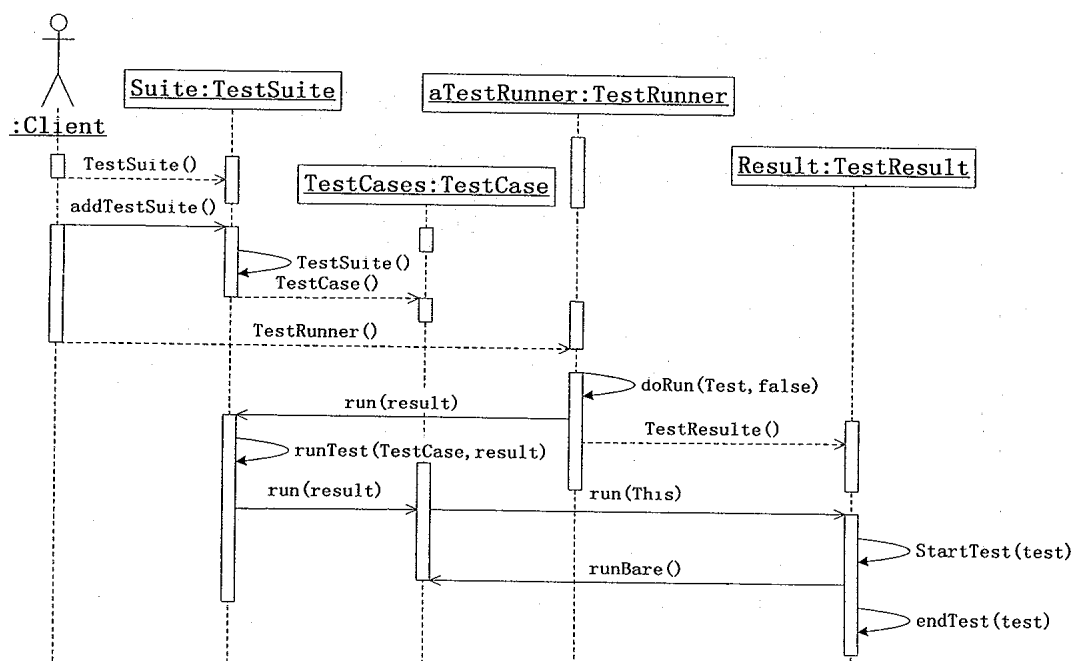 Suite:TestSuite
aTestRunner:TestRunner
:Client
TestSuite()
TestCases:TestCase
Result:TestResult
addTestSuite()
TestSuite()
TestCase()
TestRunner()
doRun(Test,false)
run(result)
TestResulte()
runTest(TestCase,result)
run(result)
run(This)
StartTest(test)
runBare()
endTest(test)